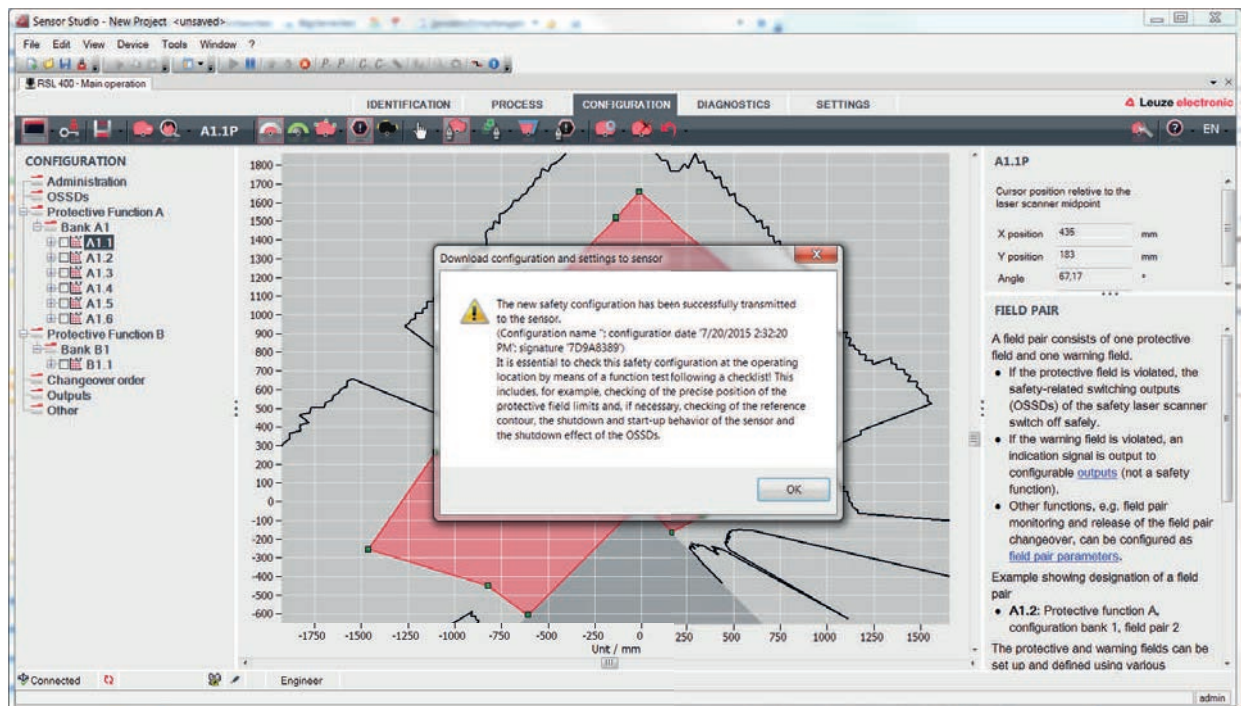 Sensor Studio - New Project <unsaved>
File Edit View Device Tools Window ?
RSL 400 - Main operation
IDENTIFICATION PROCESS CONFIGURATION DIAGNOSTICS SETTINGS
Leuze electronic
A1.1P
EN
CONFIGURATION
Administration
OSSDs
Protective Function A
Bank A1
A1.1
A1.2
A1.3
A1.4
A1.5
A1.6
Protective Function B
Bank B1
B1.1
Changeover order
Outputs
Other
1800
1700
1600
1500
1400
1300
1200
1100
1000
900
800
700
600
500
400
300
200
100
0
-100
-200
-300
-400
-500
-600
-1750 -1500 -1250 -1000 -750 -500 -250 0 250 500 750 1000 1250 1500
Unt / mm
Download configuration and settings to sensor
The new safety configuration has been successfully transmitted
to the sensor.
(Configuration name ''; configuration date '7/20/2015 2:32:20
PM'; signature '7D9A8389')
It is essential to check this safety configuration at the operating
location by means of a function test following a checklist! This
includes, for example, checking of the precise position of the
protective field limits and, if necessary, checking of the reference
contour, the shutdown and start-up behavior of the sensor and
the shutdown effect of the OSSDs.
OK
A1.1P
Cursor position relative to the
laser scanner midpoint
X position 435 mm
Y position 183 mm
Angle 67,17 °
FIELD PAIR
A field pair consists of one protective
field and one warning field.
• If the protective field is violated, the
safety-related switching outputs
(OSSDs) of the safety laser scanner
switch off safely.
• If the warning field is violated, an
indication signal is output to
configurable outputs (not a safety
function).
• Other functions, e.g. field pair
monitoring and release of the field pair
changeover, can be configured as
field pair parameters.
Example showing designation of a field
pair
• A1.2: Protective function A,
configuration bank 1, field pair 2
The protective and warning fields can be
set up and defined using various
Connected
Engineer
admin